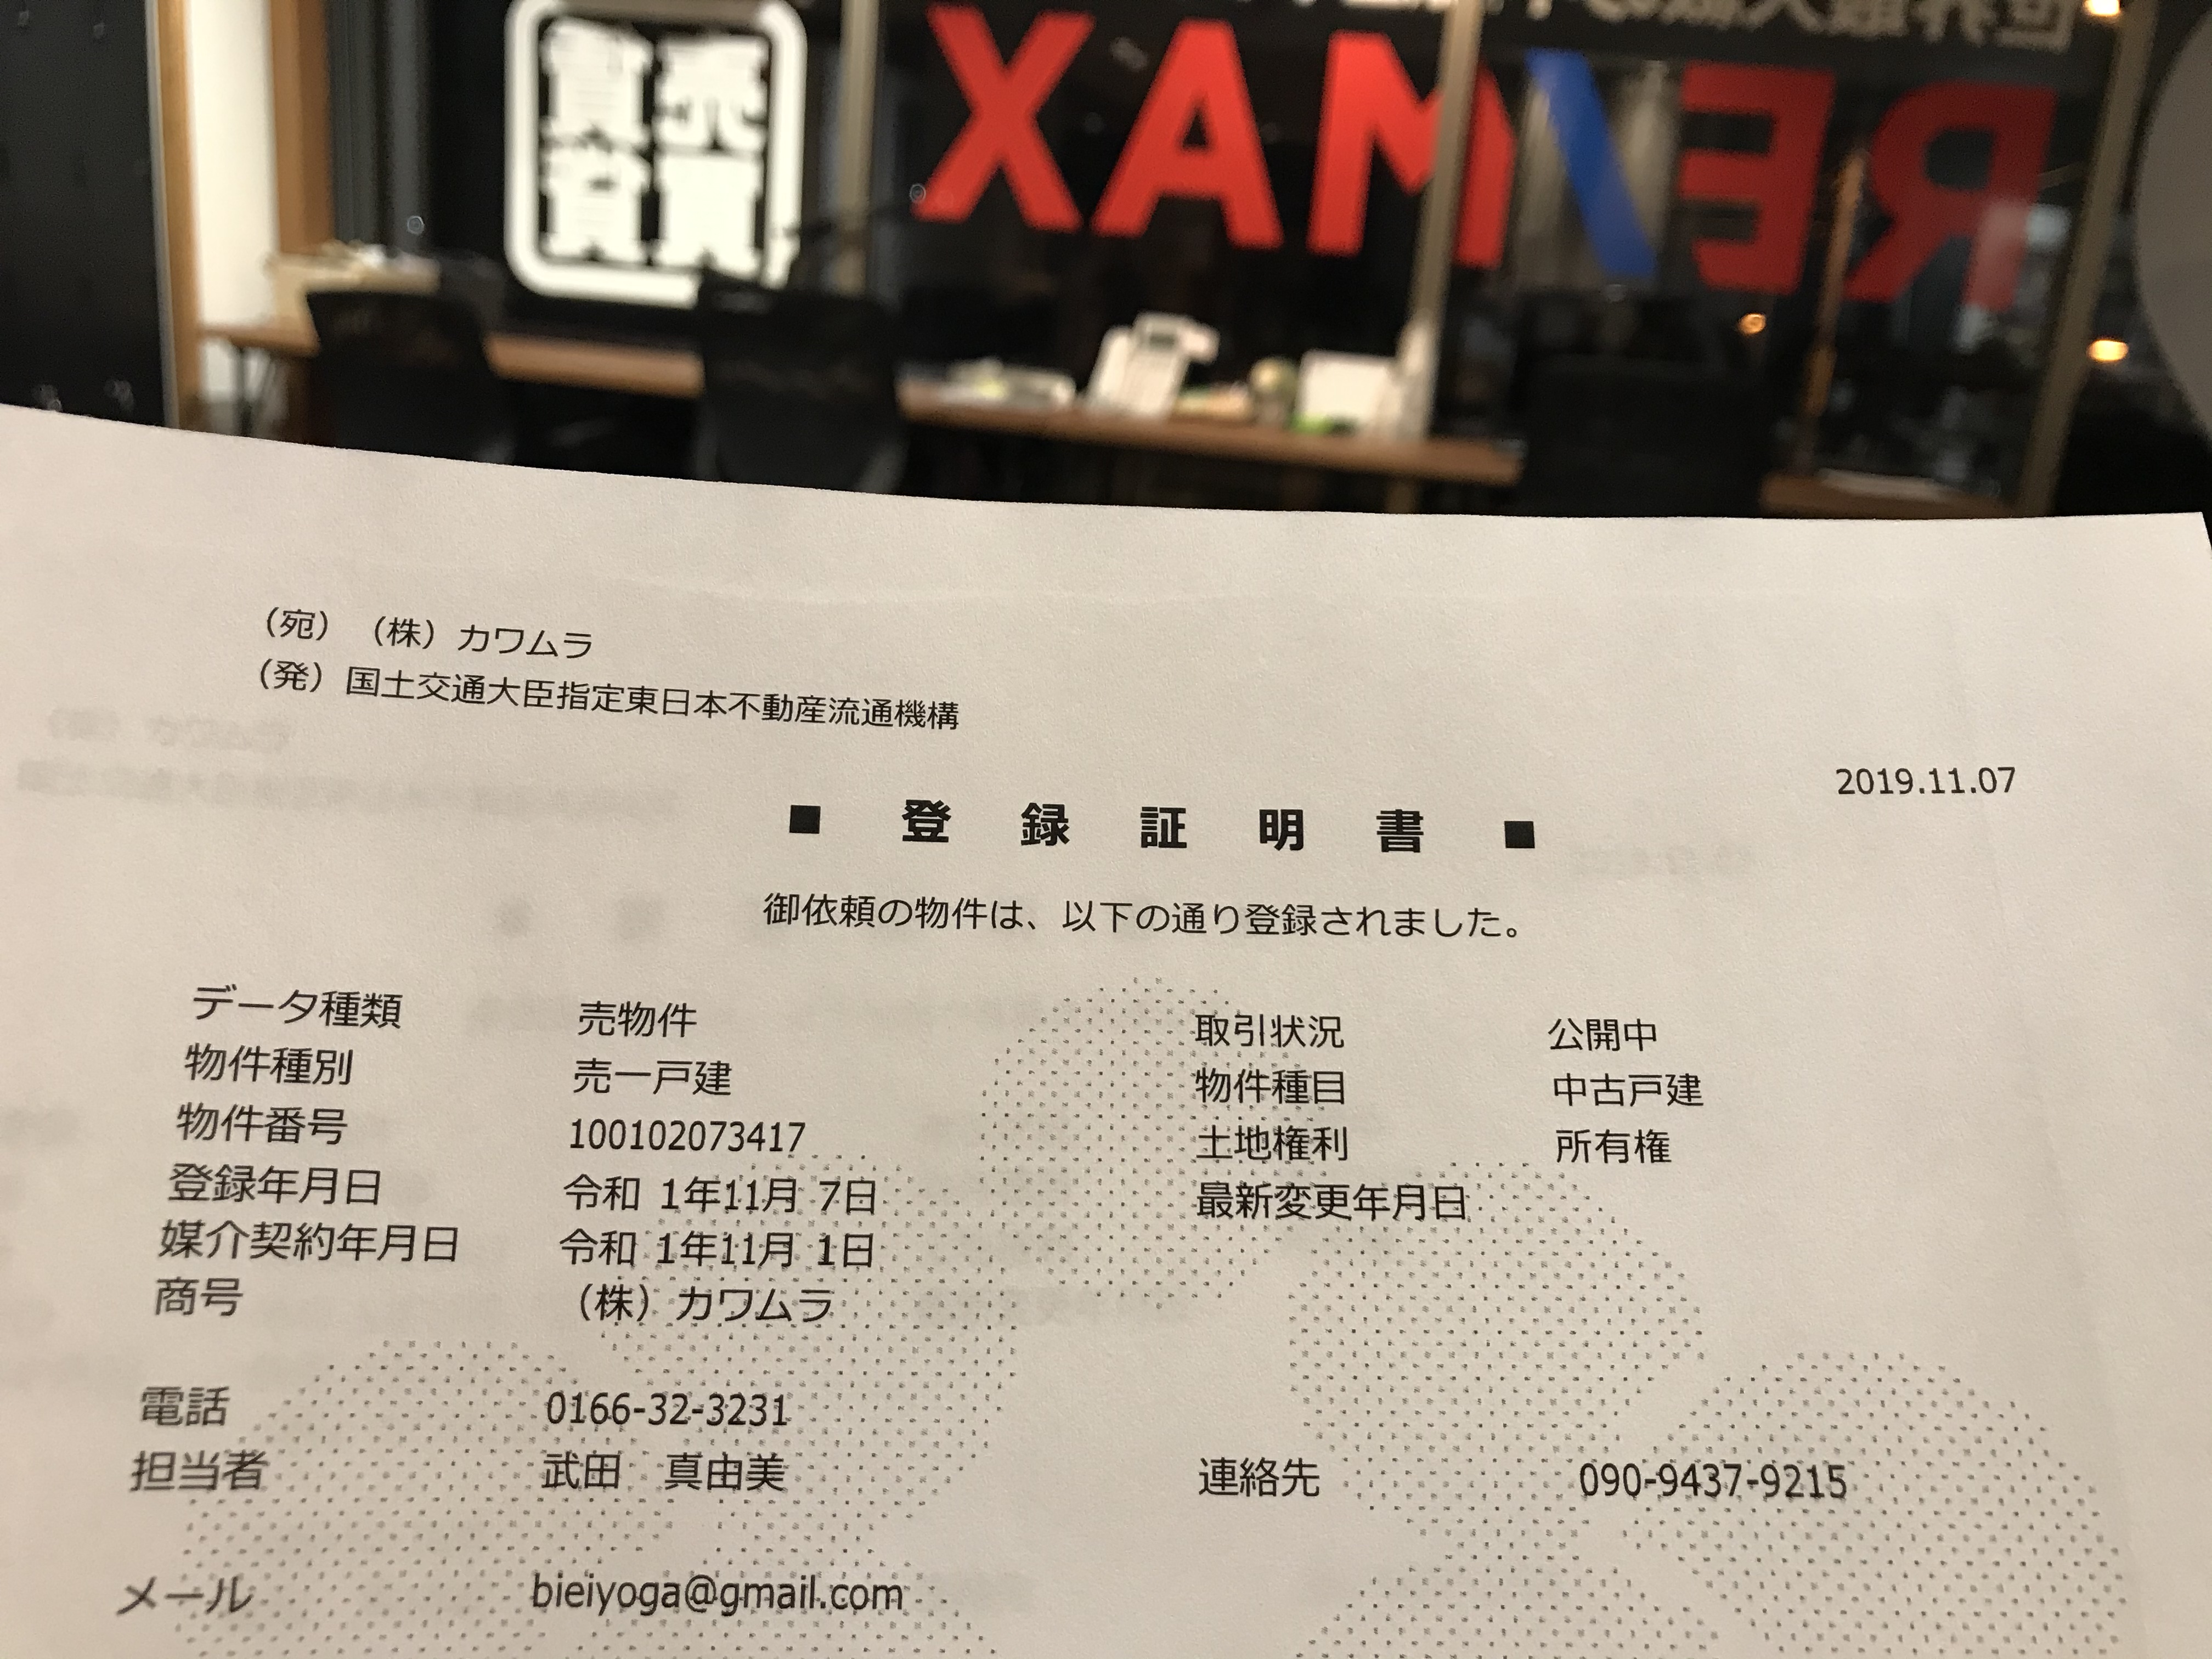 RE/MAX
売買
賃貸
（宛）（株）カワムラ
（発）国土交通大臣指定東日本不動産流通機構
2019.11.07
■ 登 録 証 明 書 ■
御依頼の物件は、以下の通り登録されました。
データ種類 売物件 取引状況 公開中
物件種別 売一戸建 物件種目 中古戸建
物件番号 100102073417 土地権利 所有権
登録年月日 令和 1年11月 7日 最新変更年月日
媒介契約年月日 令和 1年11月 1日
商号 （株）カワムラ
電話 0166-32-3231
担当者 武田 真由美 連絡先 090-9437-9215
メール bieiyoga@gmail.com